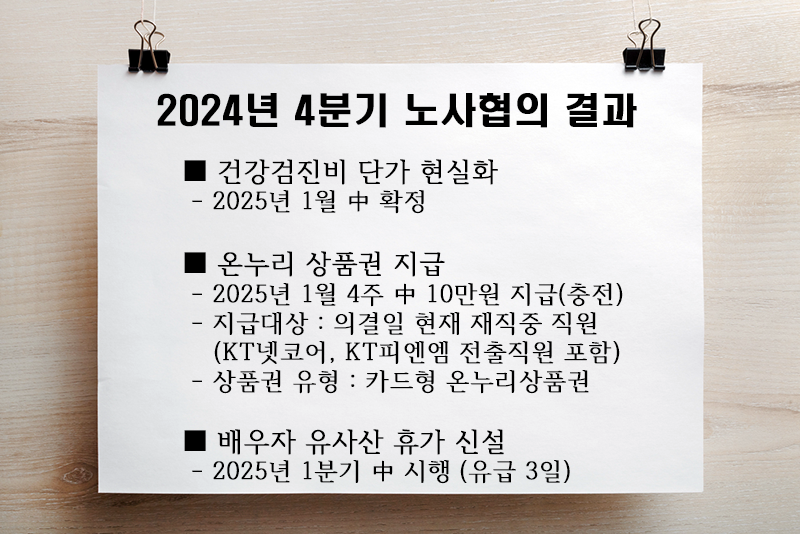 2024년 4분기 노사협의 결과
■ 건강검진비 단가 현실화
- 2025년 1월 中 확정
■ 온누리 상품권 지급
- 2025년 1월 4주 中 10만원 지급(충전)
- 지급대상 : 의결일 현재 재직중 직원
(KT넷코어, KT피엔엠 전출직원 포함)
- 상품권 유형 : 카드형 온누리상품권
■ 배우자 유사산 휴가 신설
- 2025년 1분기 中 시행 (유급 3일)